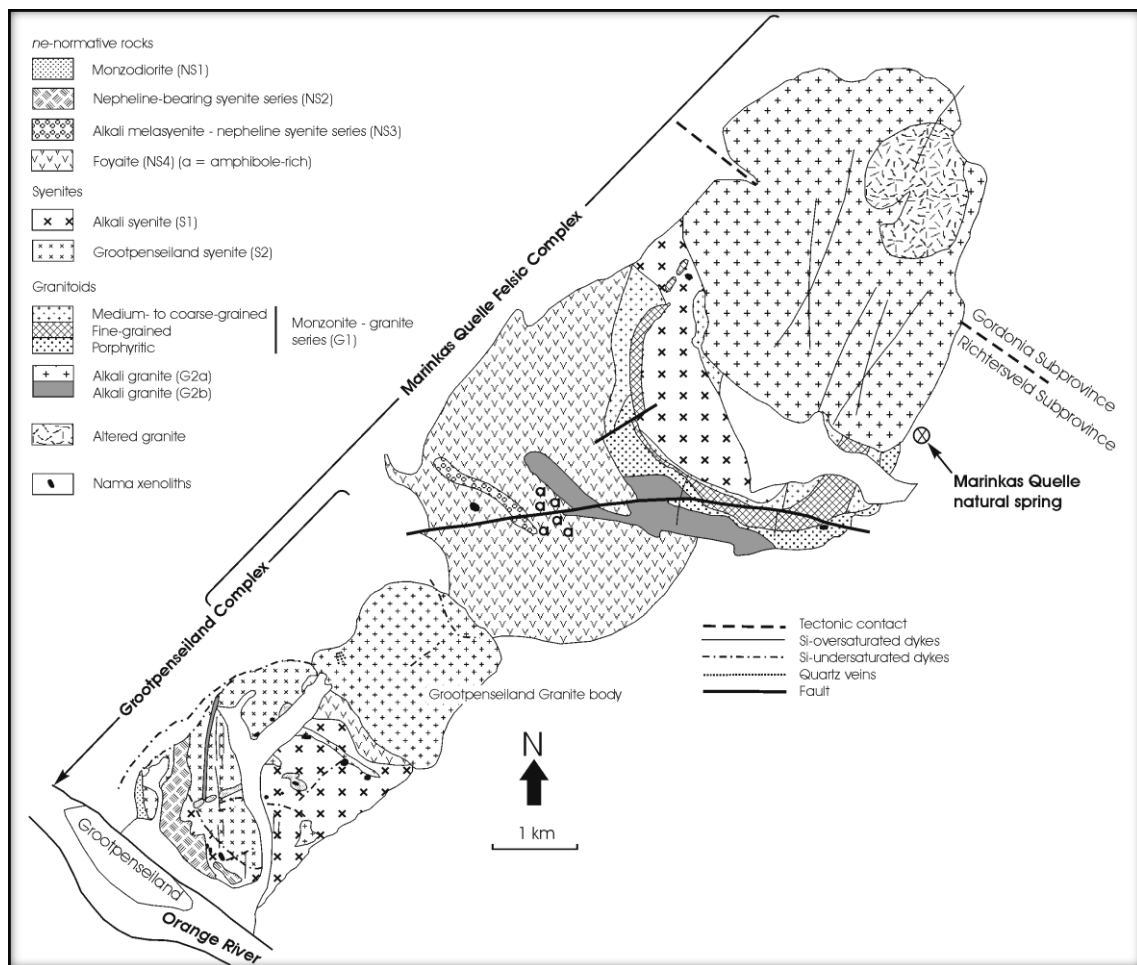 ne-normative rocks
Monzodiorite (NS1)
Nepheline-bearing syenite series (NS2)
Alkali melasyenite - nepheline syenite series (NS3)
Foyaite (NS4) (a = amphibole-rich)
Syenites
Alkali syenite (S1)
Grootpenseiland syenite (S2)
Granitoids
Medium- to coarse-grained
Fine-grained
Porphyritic
Monzonite - granite
series (G1)
Alkali granite (G2a)
Alkali granite (G2b)
Altered granite
Nama xenoliths
Marinkas Quelle Felsic Complex
Gordonia Subprovince
Richtersveld Subprovince
Marinkas Quelle
natural spring
a
a a
a a
a a
Grootpenseiland Complex
Tectonic contact
Si-oversaturated dykes
Si-undersaturated dykes
Quartz veins
Fault
Grootpenseiland Granite body
N
1 km
Grootpenseiland
Orange River